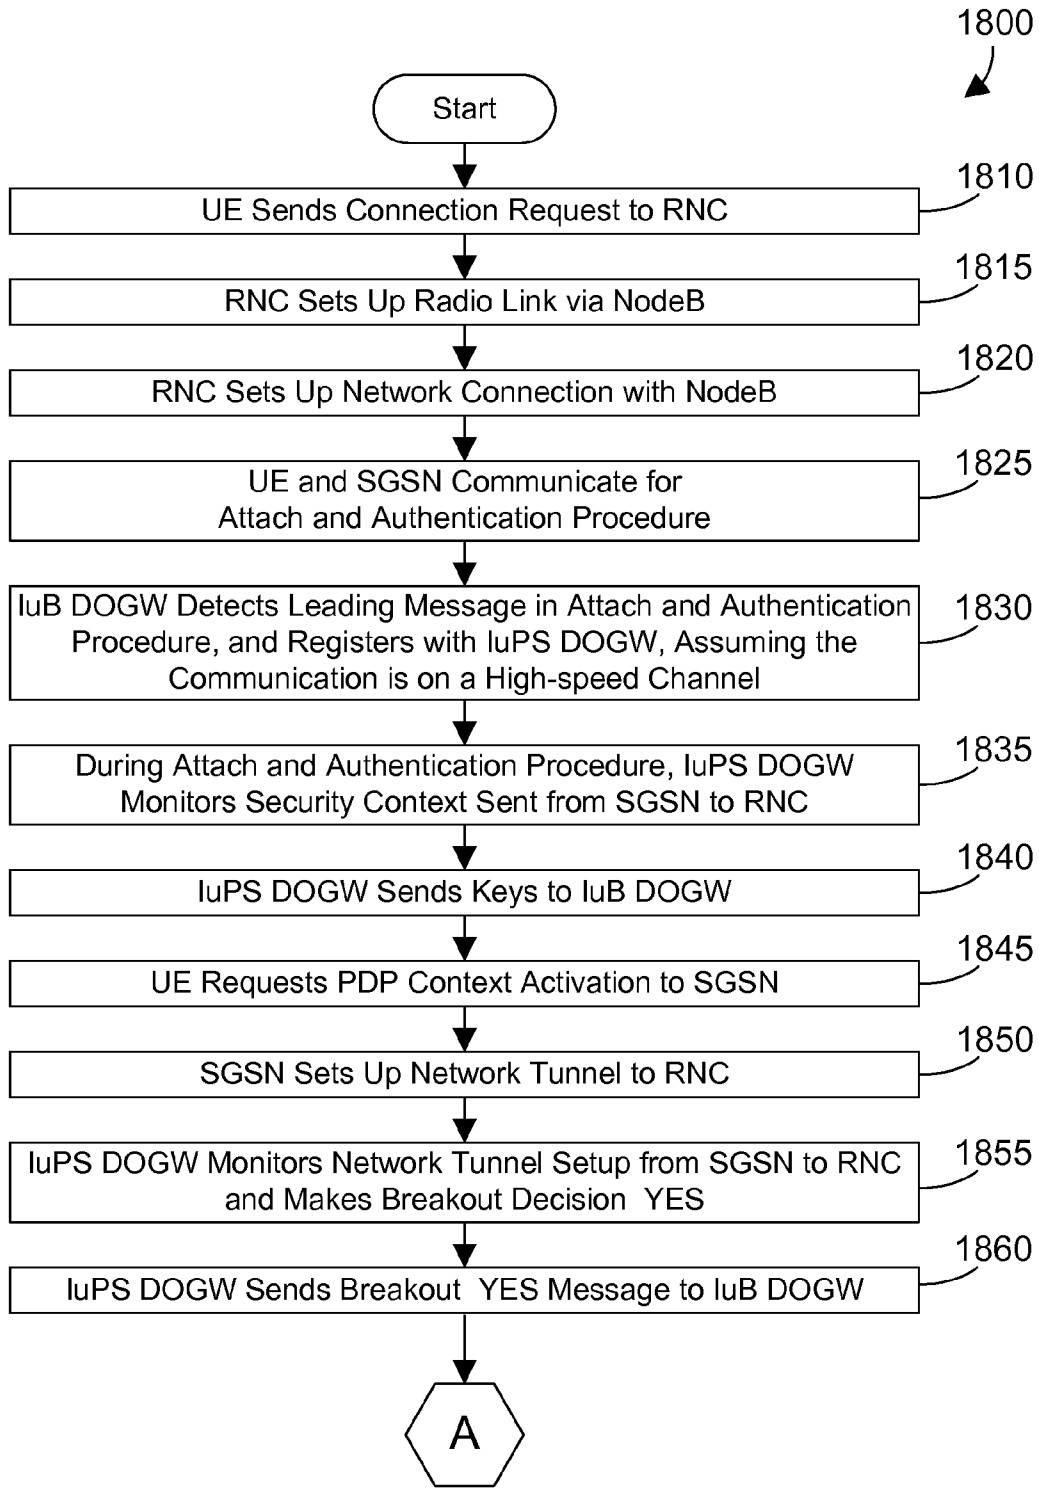 1800
Start
1810
UE Sends Connection Request to RNC
1815
RNC Sets Up Radio Link via NodeB
1820
RNC Sets Up Network Connection with NodeB
1825
UE and SGSN Communicate for
Attach and Authentication Procedure
1830
IuB DOGW Detects Leading Message in Attach and Authentication
Procedure, and Registers with IuPS DOGW, Assuming the
Communication is on a High-speed Channel
1835
During Attach and Authentication Procedure, IuPS DOGW
Monitors Security Context Sent from SGSN to RNC
1840
IuPS DOGW Sends Keys to IuB DOGW
1845
UE Requests PDP Context Activation to SGSN
1850
SGSN Sets Up Network Tunnel to RNC
1855
IuPS DOGW Monitors Network Tunnel Setup from SGSN to RNC
and Makes Breakout Decision YES
1860
IuPS DOGW Sends Breakout YES Message to IuB DOGW
A